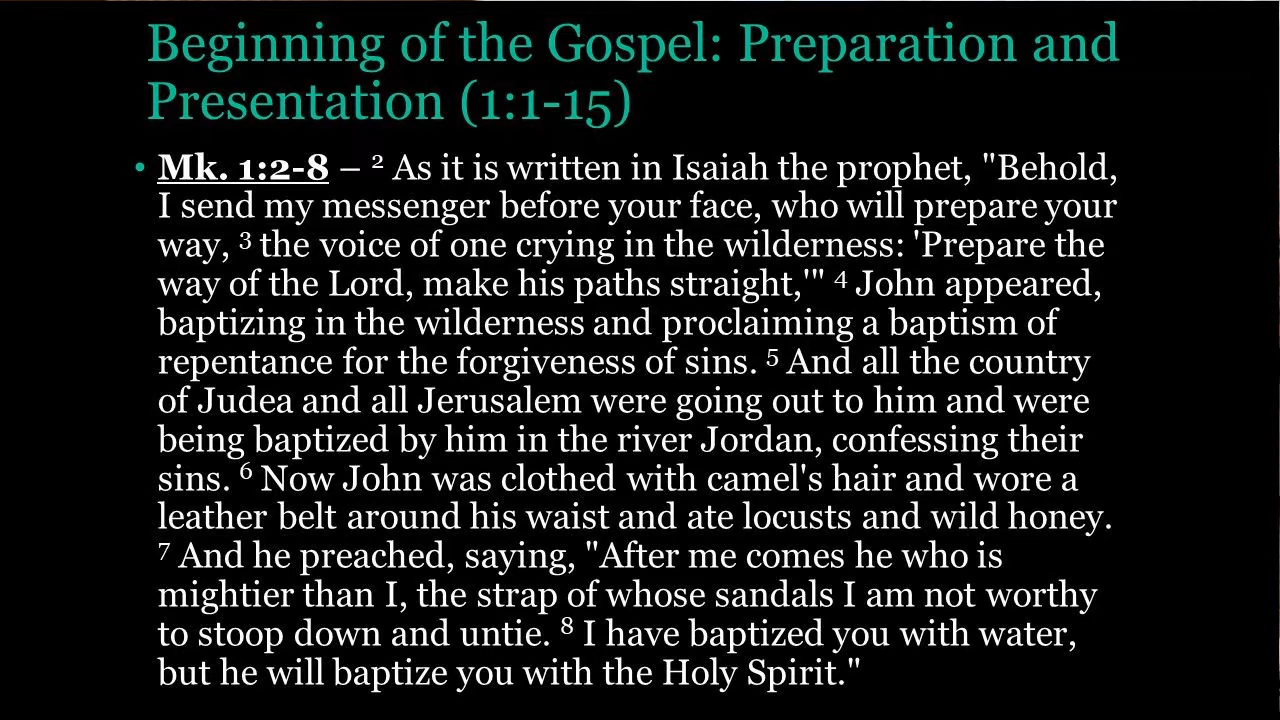 Beginning of the Gospel: Preparation and
Presentation (1:1-15)
• Mk. 1:2-8 – ² As it is written in Isaiah the prophet, "Behold,
I send my messenger before your face, who will prepare your
way, ³ the voice of one crying in the wilderness: 'Prepare the
way of the Lord, make his paths straight,'" ⁴ John appeared,
baptizing in the wilderness and proclaiming a baptism of
repentance for the forgiveness of sins. ⁵ And all the country
of Judea and all Jerusalem were going out to him and were
being baptized by him in the river Jordan, confessing their
sins. ⁶ Now John was clothed with camel's hair and wore a
leather belt around his waist and ate locusts and wild honey.
⁷ And he preached, saying, "After me comes he who is
mightier than I, the strap of whose sandals I am not worthy
to stoop down and untie. ⁸ I have baptized you with water,
but he will baptize you with the Holy Spirit."